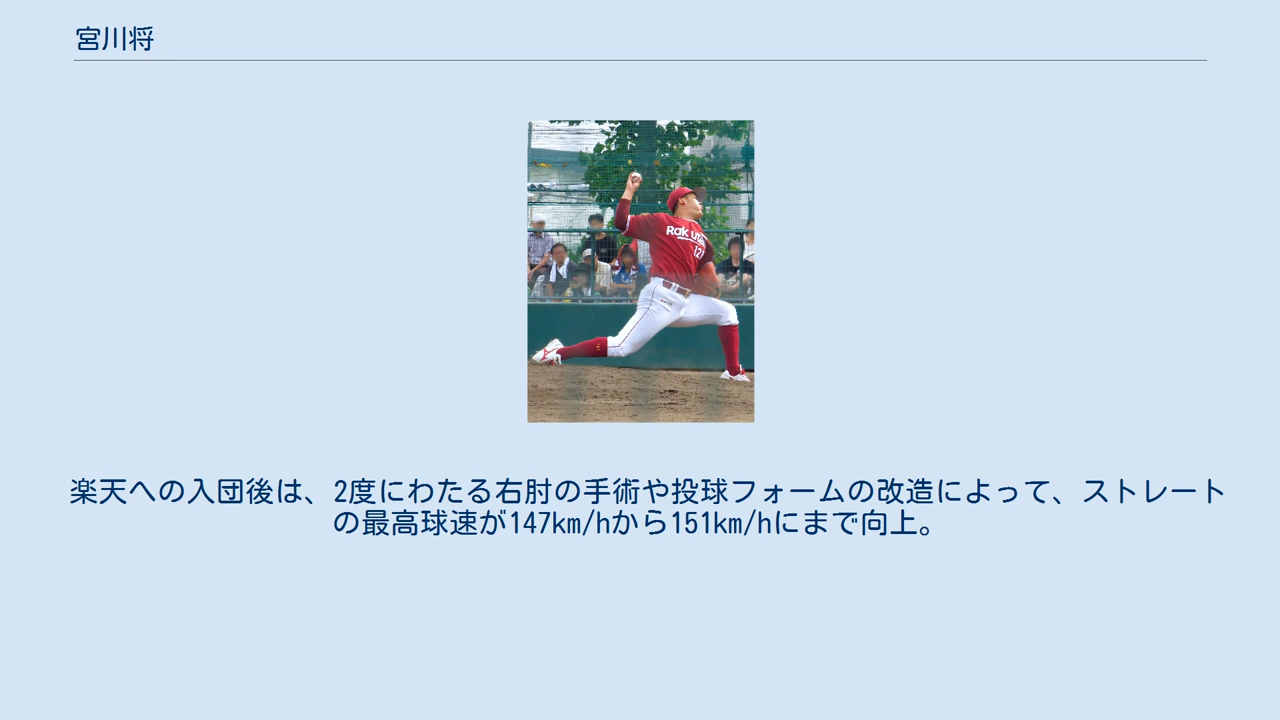 宮川将
Rakuten
121
楽天への入団後は、2度にわたる右肘の手術や投球フォームの改造によって、ストレート
の最高球速が147km/hから151km/hにまで向上。